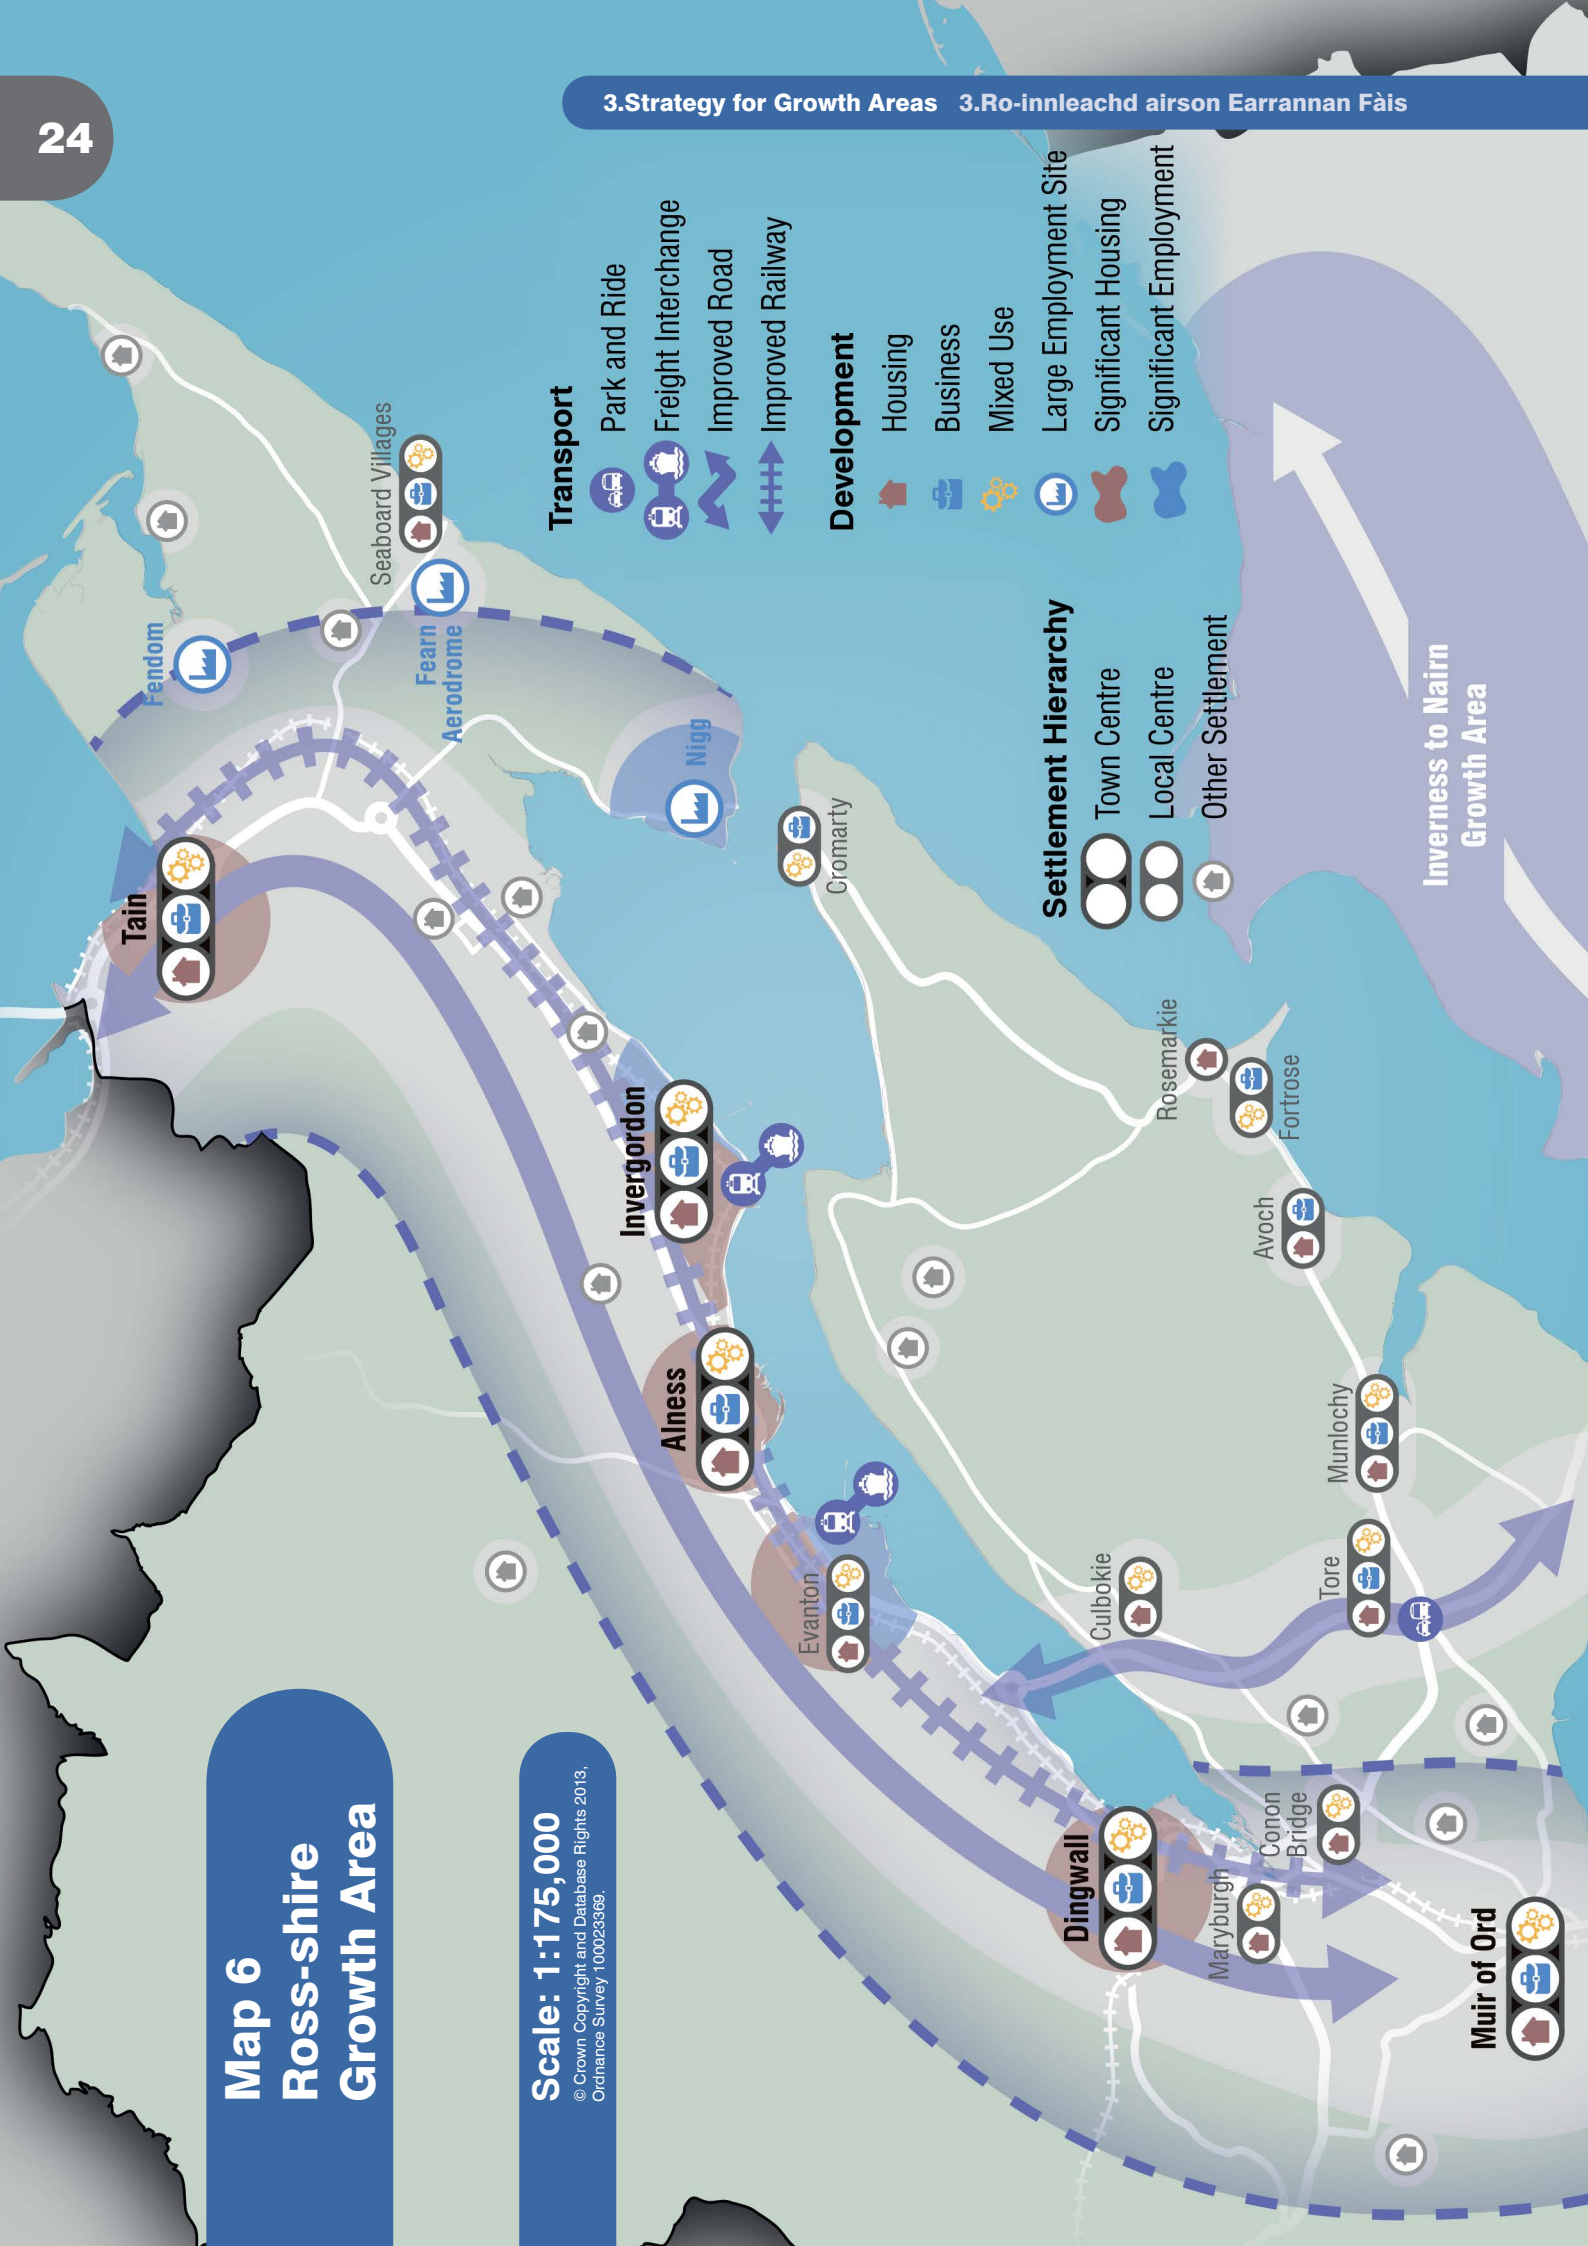 24
3.Strategy for Growth Areas 3.Ro-innleachd airson Earrannan Fàis
Map 6
Ross-shire
Growth Area
Scale: 1:175,000
© Crown Copyright and Database Rights 2013,
Ordnance Survey 100023369.
Tain
Fendom
Seaboard Villages
Fearn
Aerodrome
Nigg
Cromarty
Invergordon
Alness
Evanton
Rosemarkie
Fortrose
Avoch
Munlochy
Culbokie
Tore
Dingwall
Maryburgh
Conon
Bridge
Muir of Ord
Inverness to Nairn
Growth Area
Transport
Park and Ride
Freight Interchange
Improved Road
Improved Railway
Development
Housing
Business
Mixed Use
Large Employment Site
Significant Housing
Significant Employment
Settlement Hierarchy
Town Centre
Local Centre
Other Settlement